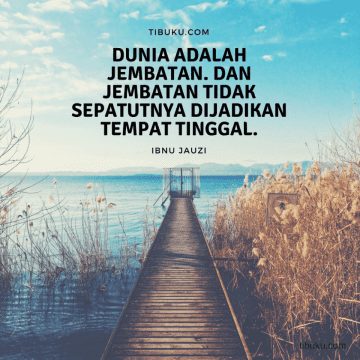 TIBUKU.COM
DUNIA ADALAH
JEMBATAN. DAN
JEMBATAN TIDAK
SEPATUTNYA DIJADIKAN
TEMPAT TINGGAL.
IBNU JAUZI
tibuku.com